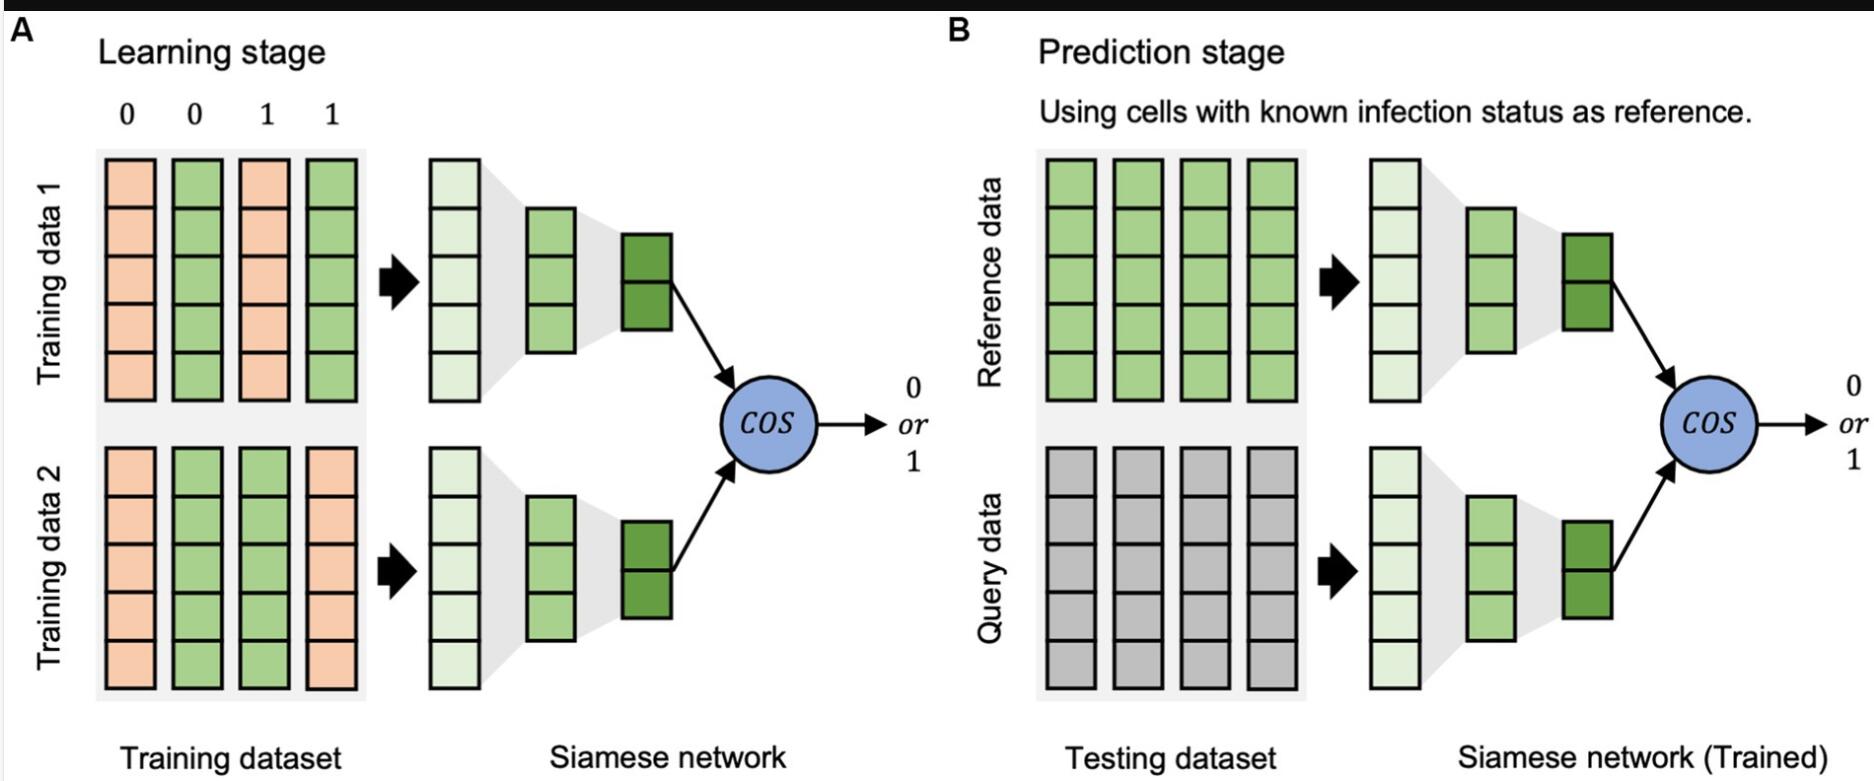 A
Learning stage
0 0 1 1
Training data 1
Training data 2
COS
0
or
1
Training dataset
Siamese network
B
Prediction stage
Using cells with known infection status as reference.
Reference data
Query data
COS
0
or
1
Testing dataset
Siamese network (Trained)